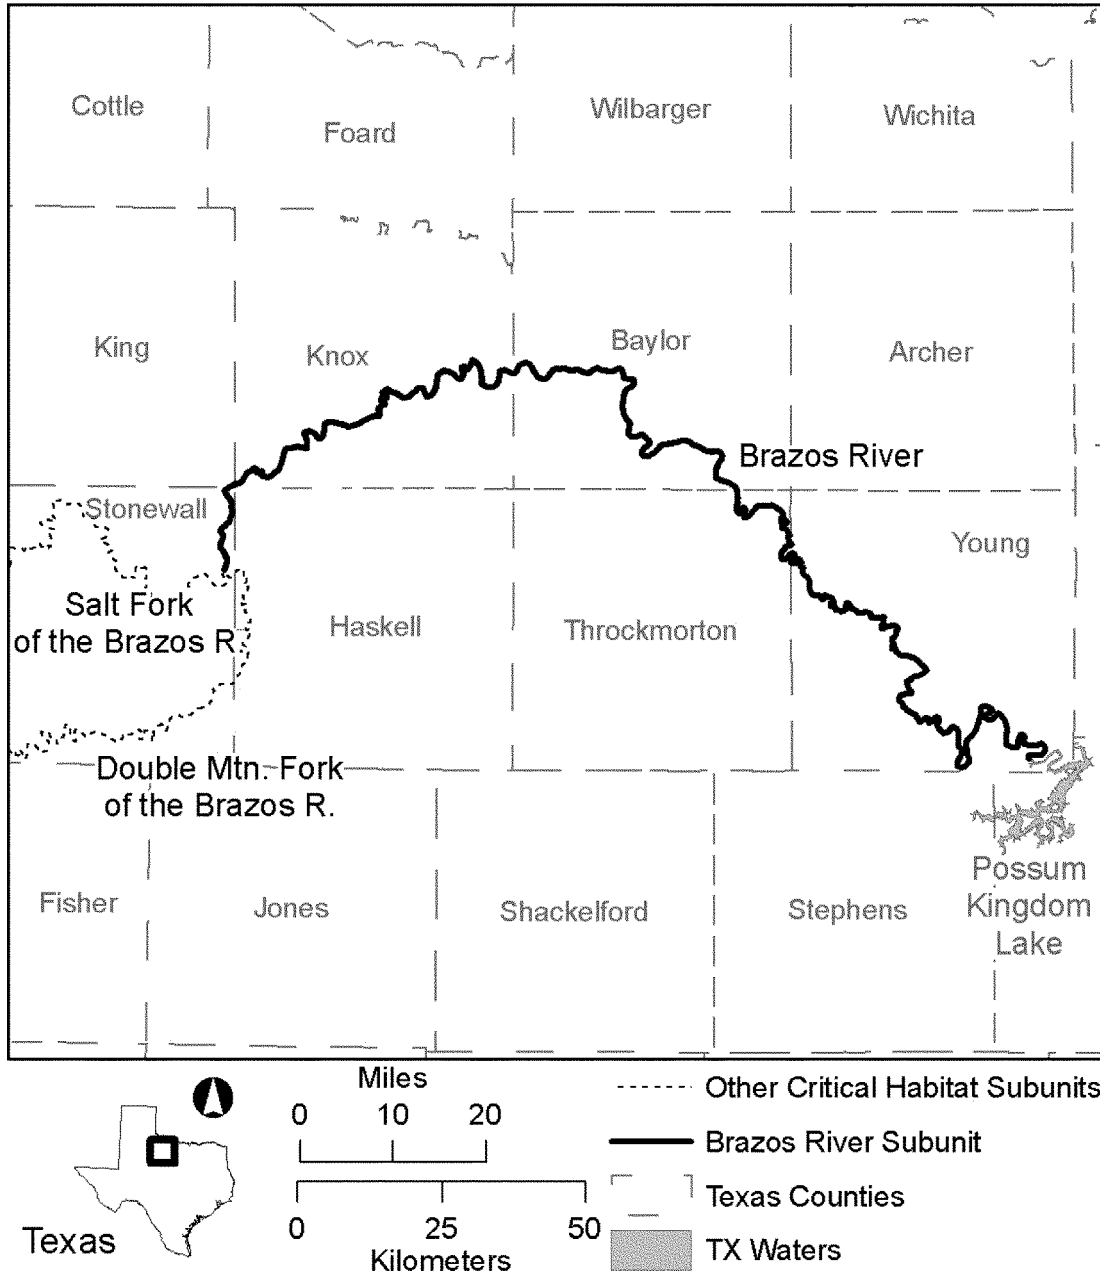 Cottle
Foard
Wilbarger
Wichita
King
Knox
Baylor
Archer
Brazos River
Stonewall
Young
Salt Fork
of the Brazos R.
Haskell
Throckmorton
Double Mtn. Fork
of the Brazos R.
Fisher
Jones
Shackelford
Stephens
Possum
Kingdom
Lake
Miles
0 10 20
0 25 50
Kilometers
Texas
Other Critical Habitat Subunits
Brazos River Subunit
Texas Counties
TX Waters